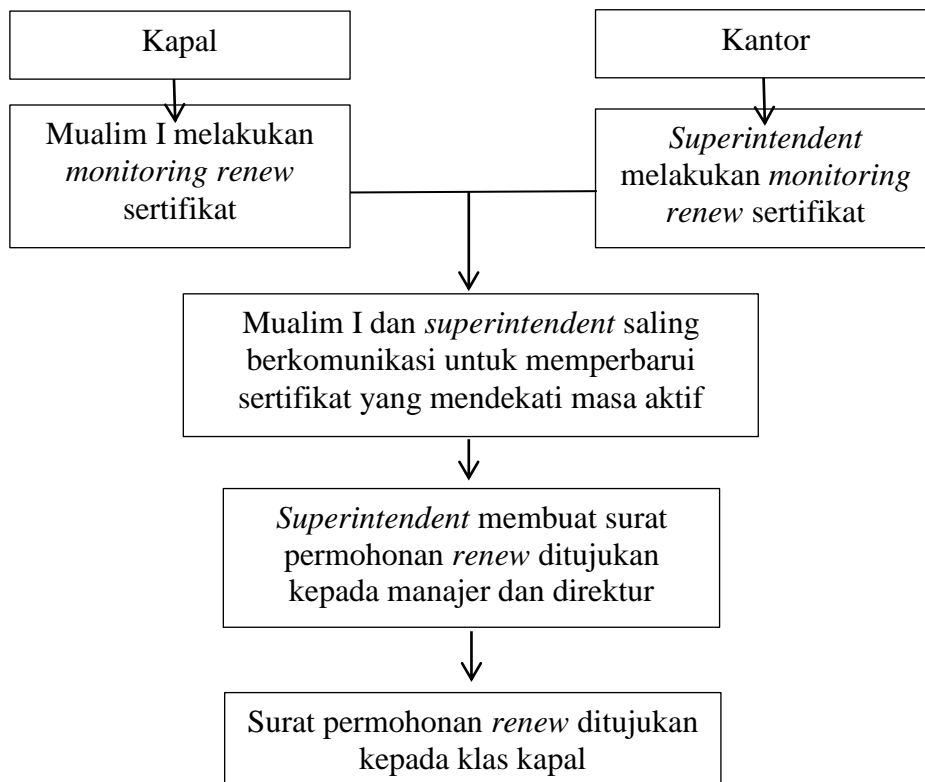 Kapal
Kantor
Mualim I melakukan
monitoring renew
sertifikat
Superintendent
melakukan monitoring
renew sertifikat
Mualim I dan superintendent saling
berkomunikasi untuk memperbarui
sertifikat yang mendekati masa aktif
Superintendent membuat surat
permohonan renew ditujukan
kepada manajer dan direktur
Surat permohonan renew ditujukan
kepada klas kapal